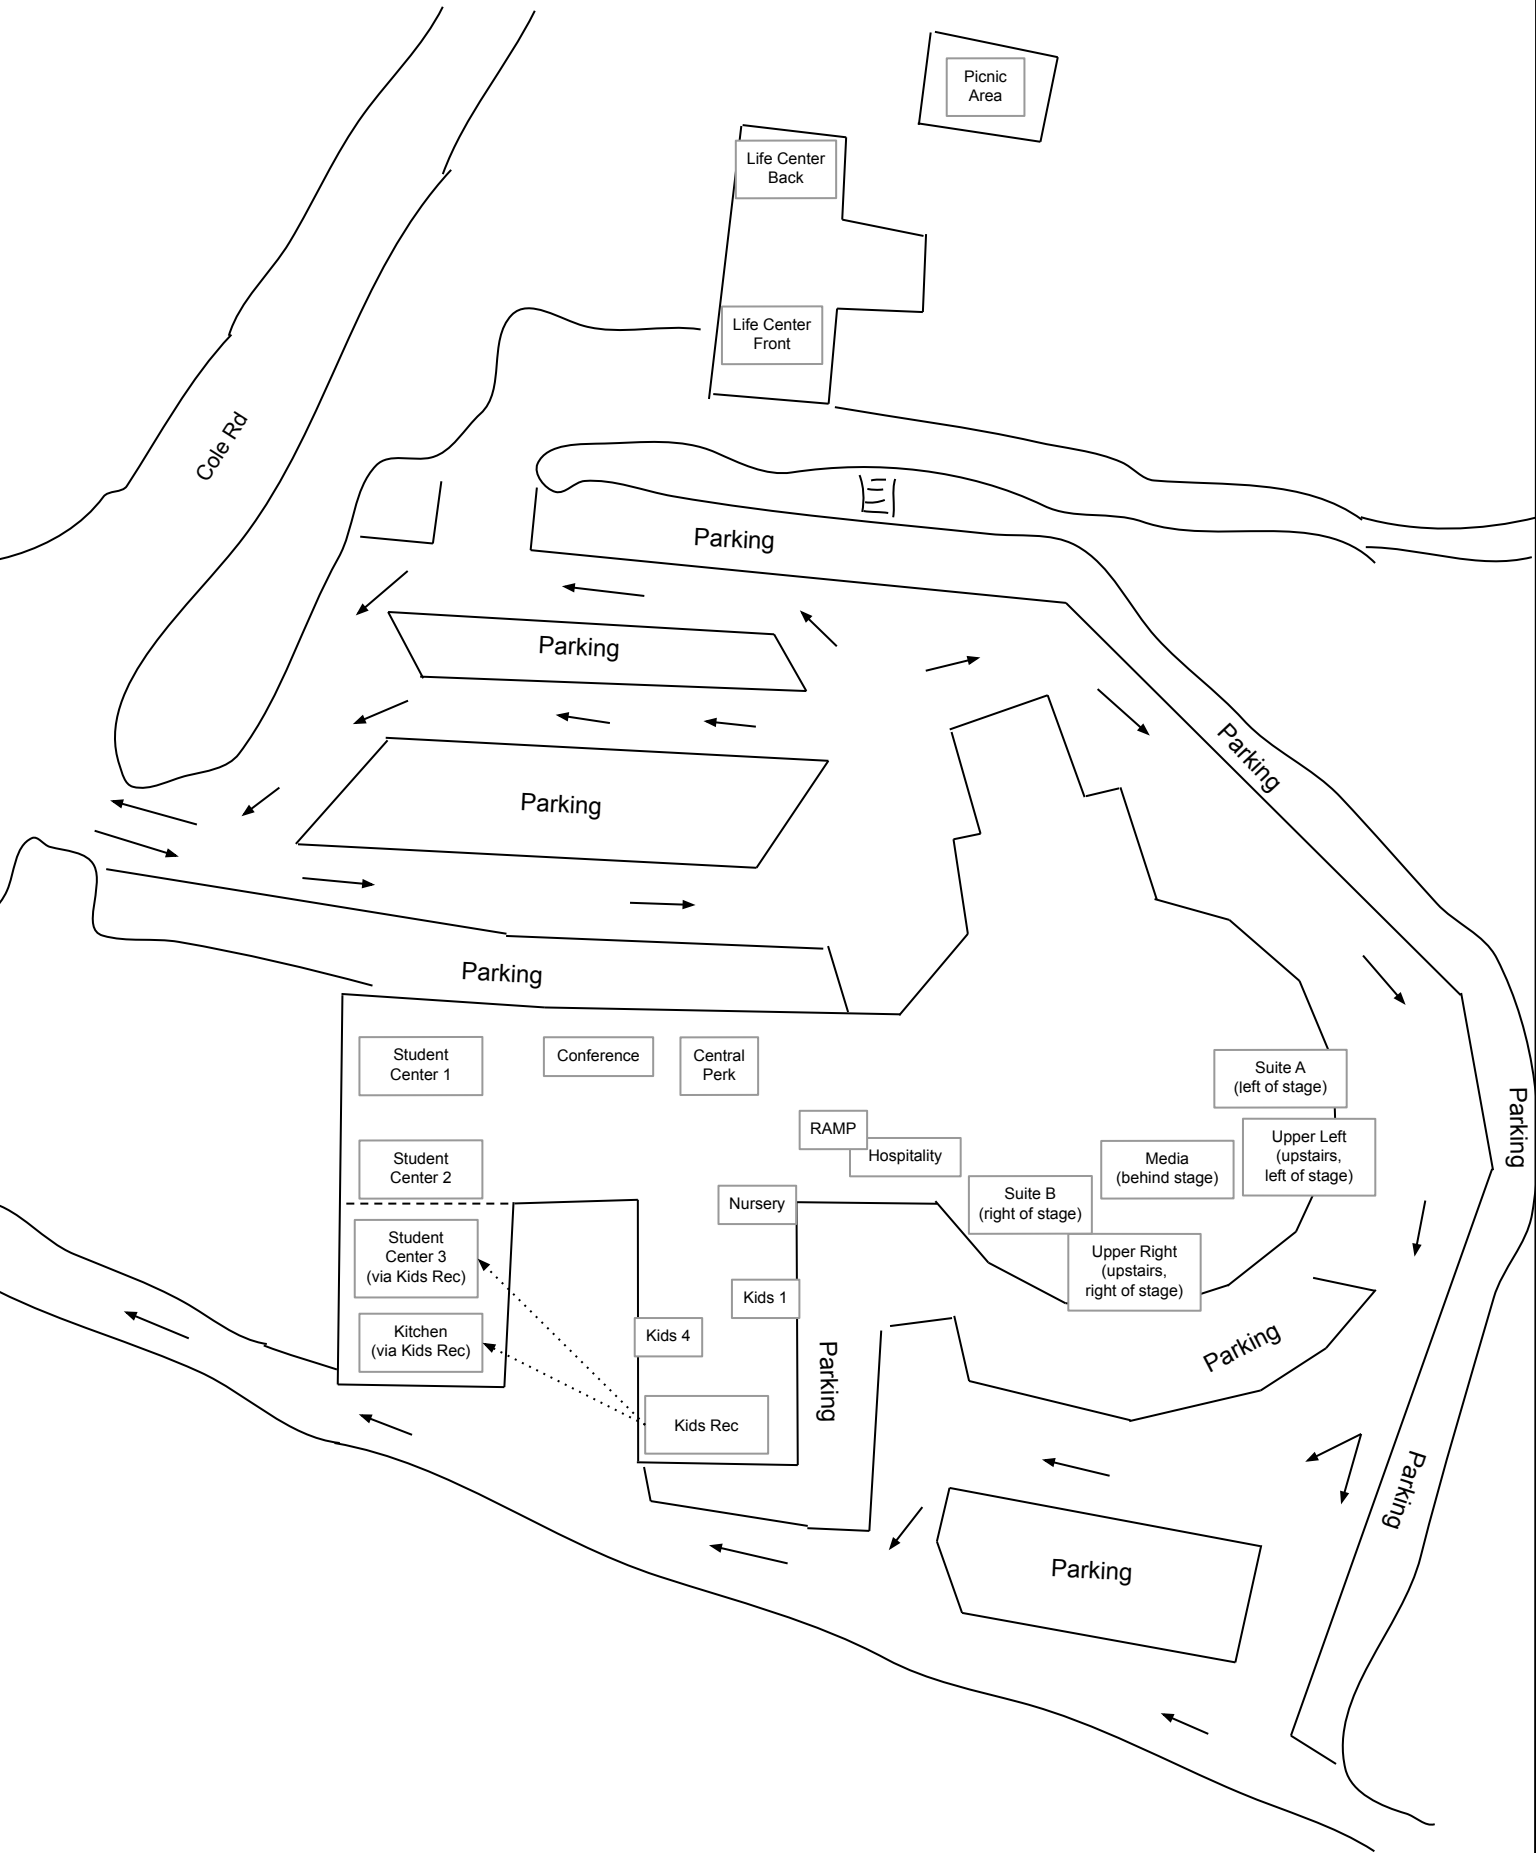 Picnic
Area
Life Center
Back
Life Center
Front
Cole Rd
Parking
Parking
Parking
Parking
Parking
Student
Center 1
Conference
Central
Perk
Suite A
(left of stage)
Parking
RAMP
Hospitality
Student
Center 2
Media
(behind stage)
Upper Left
(upstairs,
left of stage)
Nursery
Suite B
(right of stage)
Student
Center 3
(via Kids Rec)
Upper Right
(upstairs,
right of stage)
Kids 1
Kitchen
(via Kids Rec)
Kids 4
Parking
Parking
Kids Rec
Parking
Parking